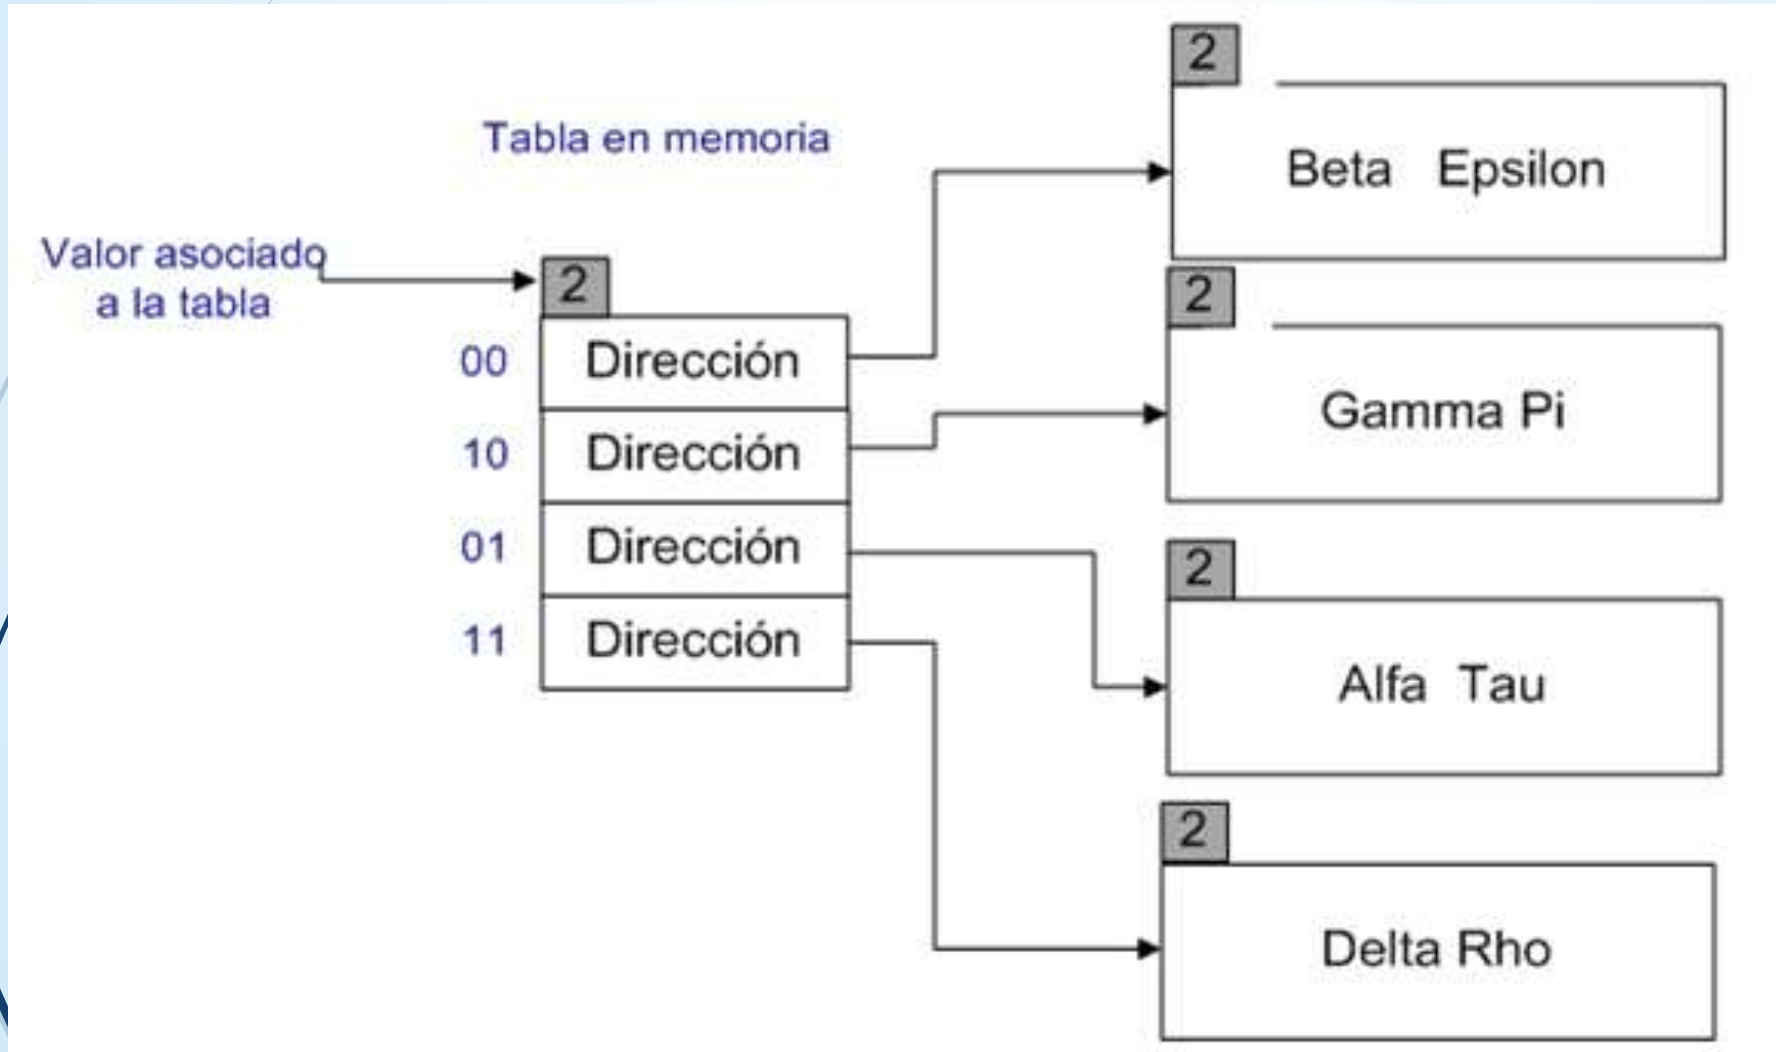 Tabla en memoria
Valor asociado
a la tabla
2
00 Dirección
10 Dirección
01 Dirección
11 Dirección
2
Beta Epsilon
2
Gamma Pi
2
Alfa Tau
2
Delta Rho